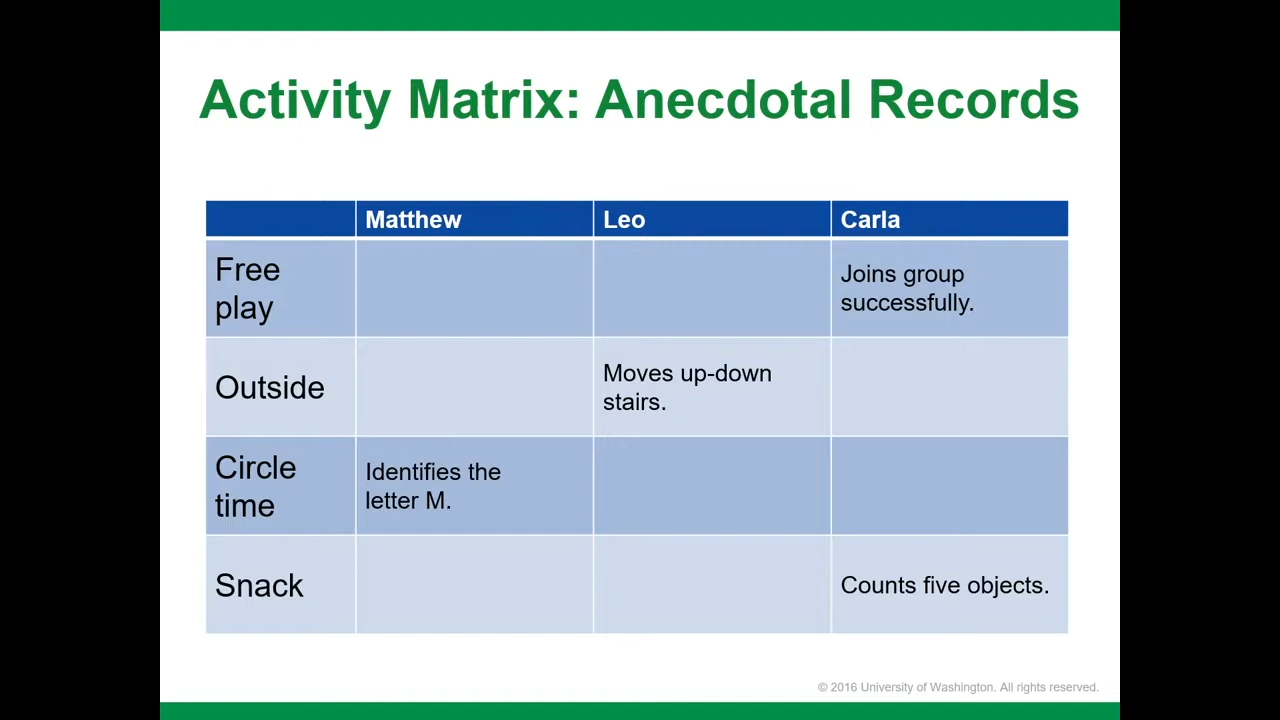 Activity Matrix: Anecdotal Records
Matthew
Leo
Carla
Free
play
Joins group
successfully.
Outside
Moves up-down
stairs.
Circle
time
Identifies the
letter M.
Snack
Counts five objects.
© 2016 University of Washington. All rights reserved.